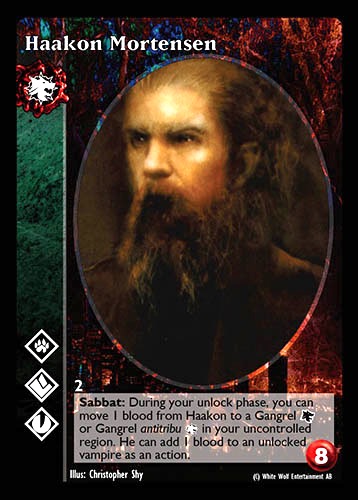 Haakon Mortensen
2
Sabbat: During your unlock phase, you can
move 1 blood from Haakon to a Gangrel
or Gangrel antitribu in your uncontrolled
region. He can add 1 blood to an unlocked
vampire as an action.
8
Illus: Christopher Shy
(C) White Wolf Entertainment AB